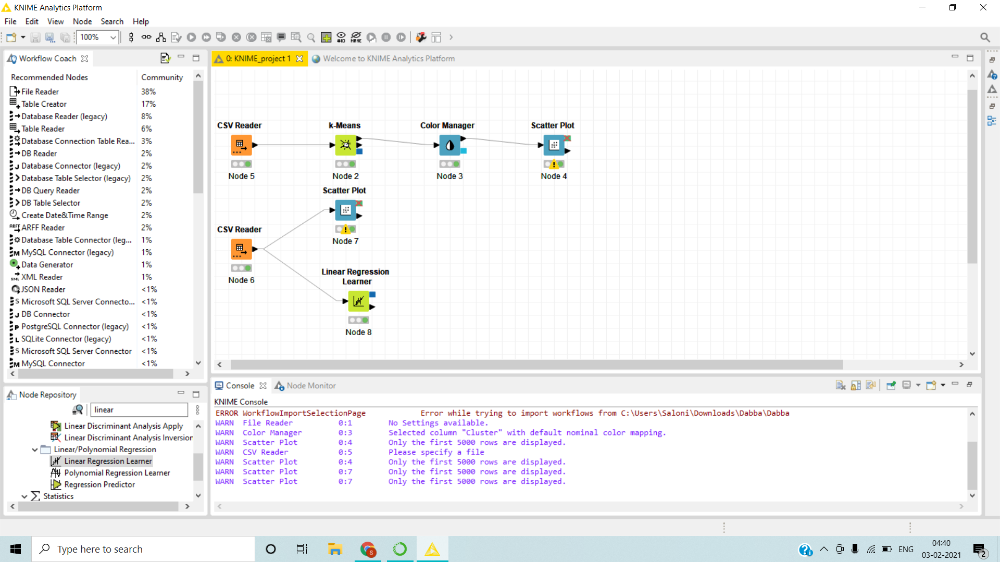 KNIME Analytics Platform
File Edit View Node Search Help
100%
#ID
NAME
Workflow Coach
Recommended Nodes Community
File Reader 38%
Table Creator 17%
Database Reader (legacy) 8%
Table Reader 6%
Database Connection Table Rea... 3%
DB Reader 2%
Database Connector (legacy) 2%
Database Table Selector (legacy) 2%
DB Query Reader 2%
DB Table Selector 2%
Create Date&Time Range 2%
ARFF Reader 2%
Database Table Connector (leg... 1%
MySQL Connector (legacy) 1%
Data Generator 1%
XML Reader 1%
JSON Reader <1%
Microsoft SQL Server Connecto... <1%
DB Connector <1%
PostgreSQL Connector (legacy) <1%
SQLite Connector (legacy) <1%
Microsoft SQL Server Connector <1%
MySQL Connector <1%
0: KNIME_project 1
Welcome to KNIME Analytics Platform
CSV Reader k-Means Color Manager Scatter Plot
Node 5 Node 2 Node 3 Node 4
Scatter Plot
Node 7
CSV Reader
Node 6
Linear Regression
Learner
Node 8
Node Repository
linear
Linear Discriminant Analysis Apply
Linear Discriminant Analysis Inversion
Linear/Polynomial Regression
Linear Regression Learner
Polynomial Regression Learner
Regression Predictor
Statistics
Console Node Monitor
KNIME Console
ERROR WorkflowImportSelectionPage Error while trying to import workflows from C:\Users\Saloni\Downloads\Dabba\Dabba
WARN File Reader 0:1 No Settings available.
WARN Color Manager 0:3 Selected column "Cluster" with default nominal color mapping.
WARN Scatter Plot 0:4 Only the first 5000 rows are displayed.
WARN CSV Reader 0:5 Please specify a file
WARN Scatter Plot 0:4 Only the first 5000 rows are displayed.
WARN Scatter Plot 0:7 Only the first 5000 rows are displayed.
WARN Scatter Plot 0:7 Only the first 5000 rows are displayed.
Type here to search
S
ENG
04:40
03-02-2021
2